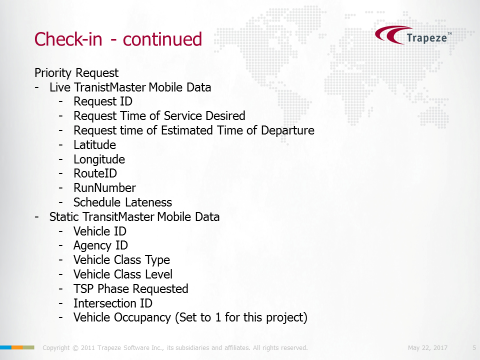 Check-in - continued
Trapeze™
Priority Request
- Live TranistMaster Mobile Data
- Request ID
- Request Time of Service Desired
- Request time of Estimated Time of Departure
- Latitude
- Longitude
- RouteID
- RunNumber
- Schedule Lateness
- Static TransitMaster Mobile Data
- Vehicle ID
- Agency ID
- Vehicle Class Type
- Vehicle Class Level
- TSP Phase Requested
- Intersection ID
- Vehicle Occupancy (Set to 1 for this project)
Copyright © 2011 Trapeze Software Inc., its subsidiaries and affiliates. All rights reserved.
May 22, 2017
5